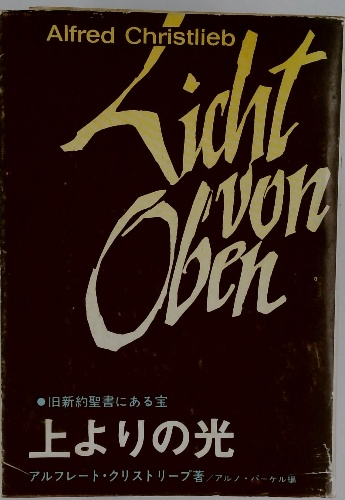 Alfred Christlieb
Licht
von
Oben
●旧新約聖書にある宝
上よりの光
アルフレート・クリストリーブ著／アルノ・パーゲル編